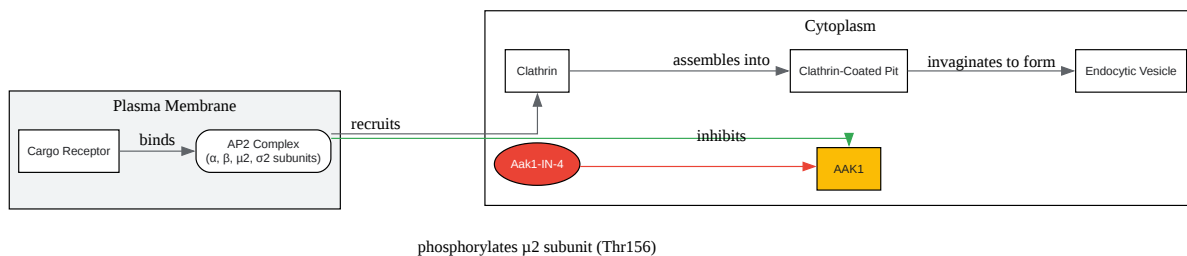 Cytoplasm
Clathrin
assembles into
Clathrin-Coated Pit
invaginates to form
Endocytic Vesicle
Plasma Membrane
Cargo Receptor
binds
AP2 Complex
(α, β, µ2, σ2 subunits)
recruits
inhibits
Aak1-IN-4
AAK1
phosphorylates µ2 subunit (Thr156)